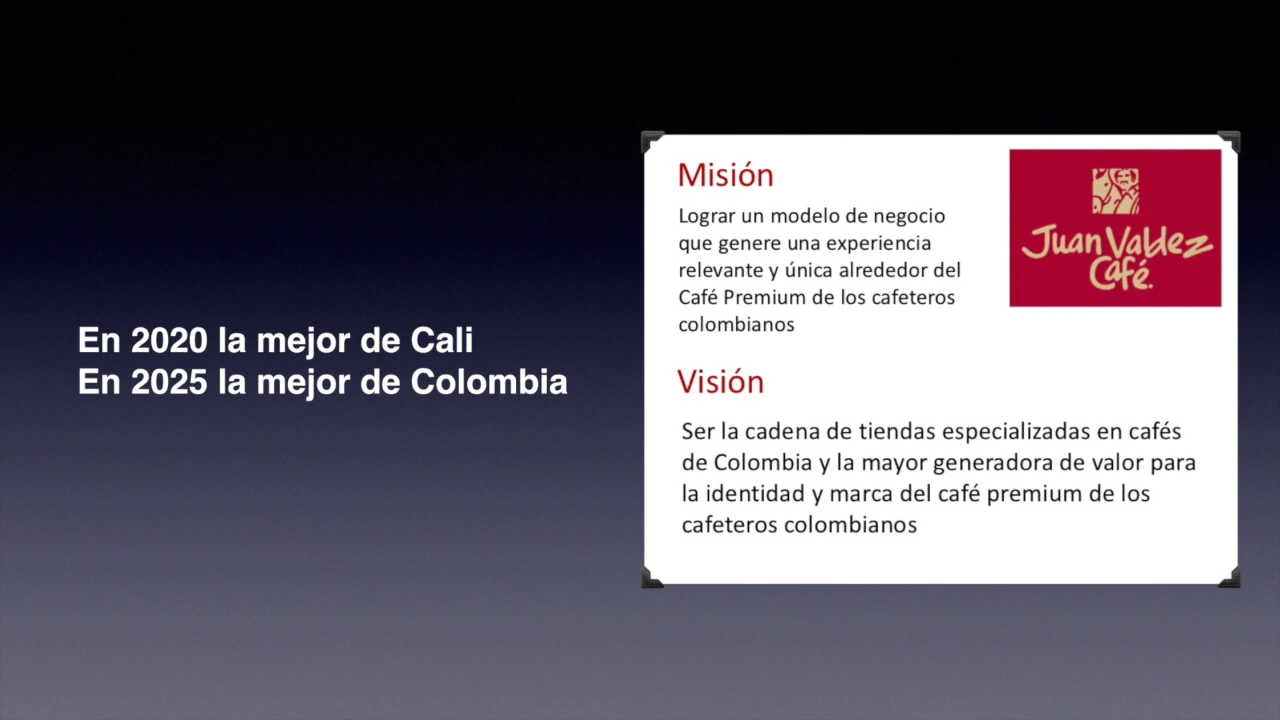 En 2020 la mejor de Cali
En 2025 la mejor de Colombia
Misión
Lograr un modelo de negocio
que genere una experiencia
relevante y única alrededor del
Café Premium de los cafeteros
colombianos
Juan Valdez
Café.
Visión
Ser la cadena de tiendas especializadas en cafés
de Colombia y la mayor generadora de valor para
la identidad y marca del café premium de los
cafeteros colombianos